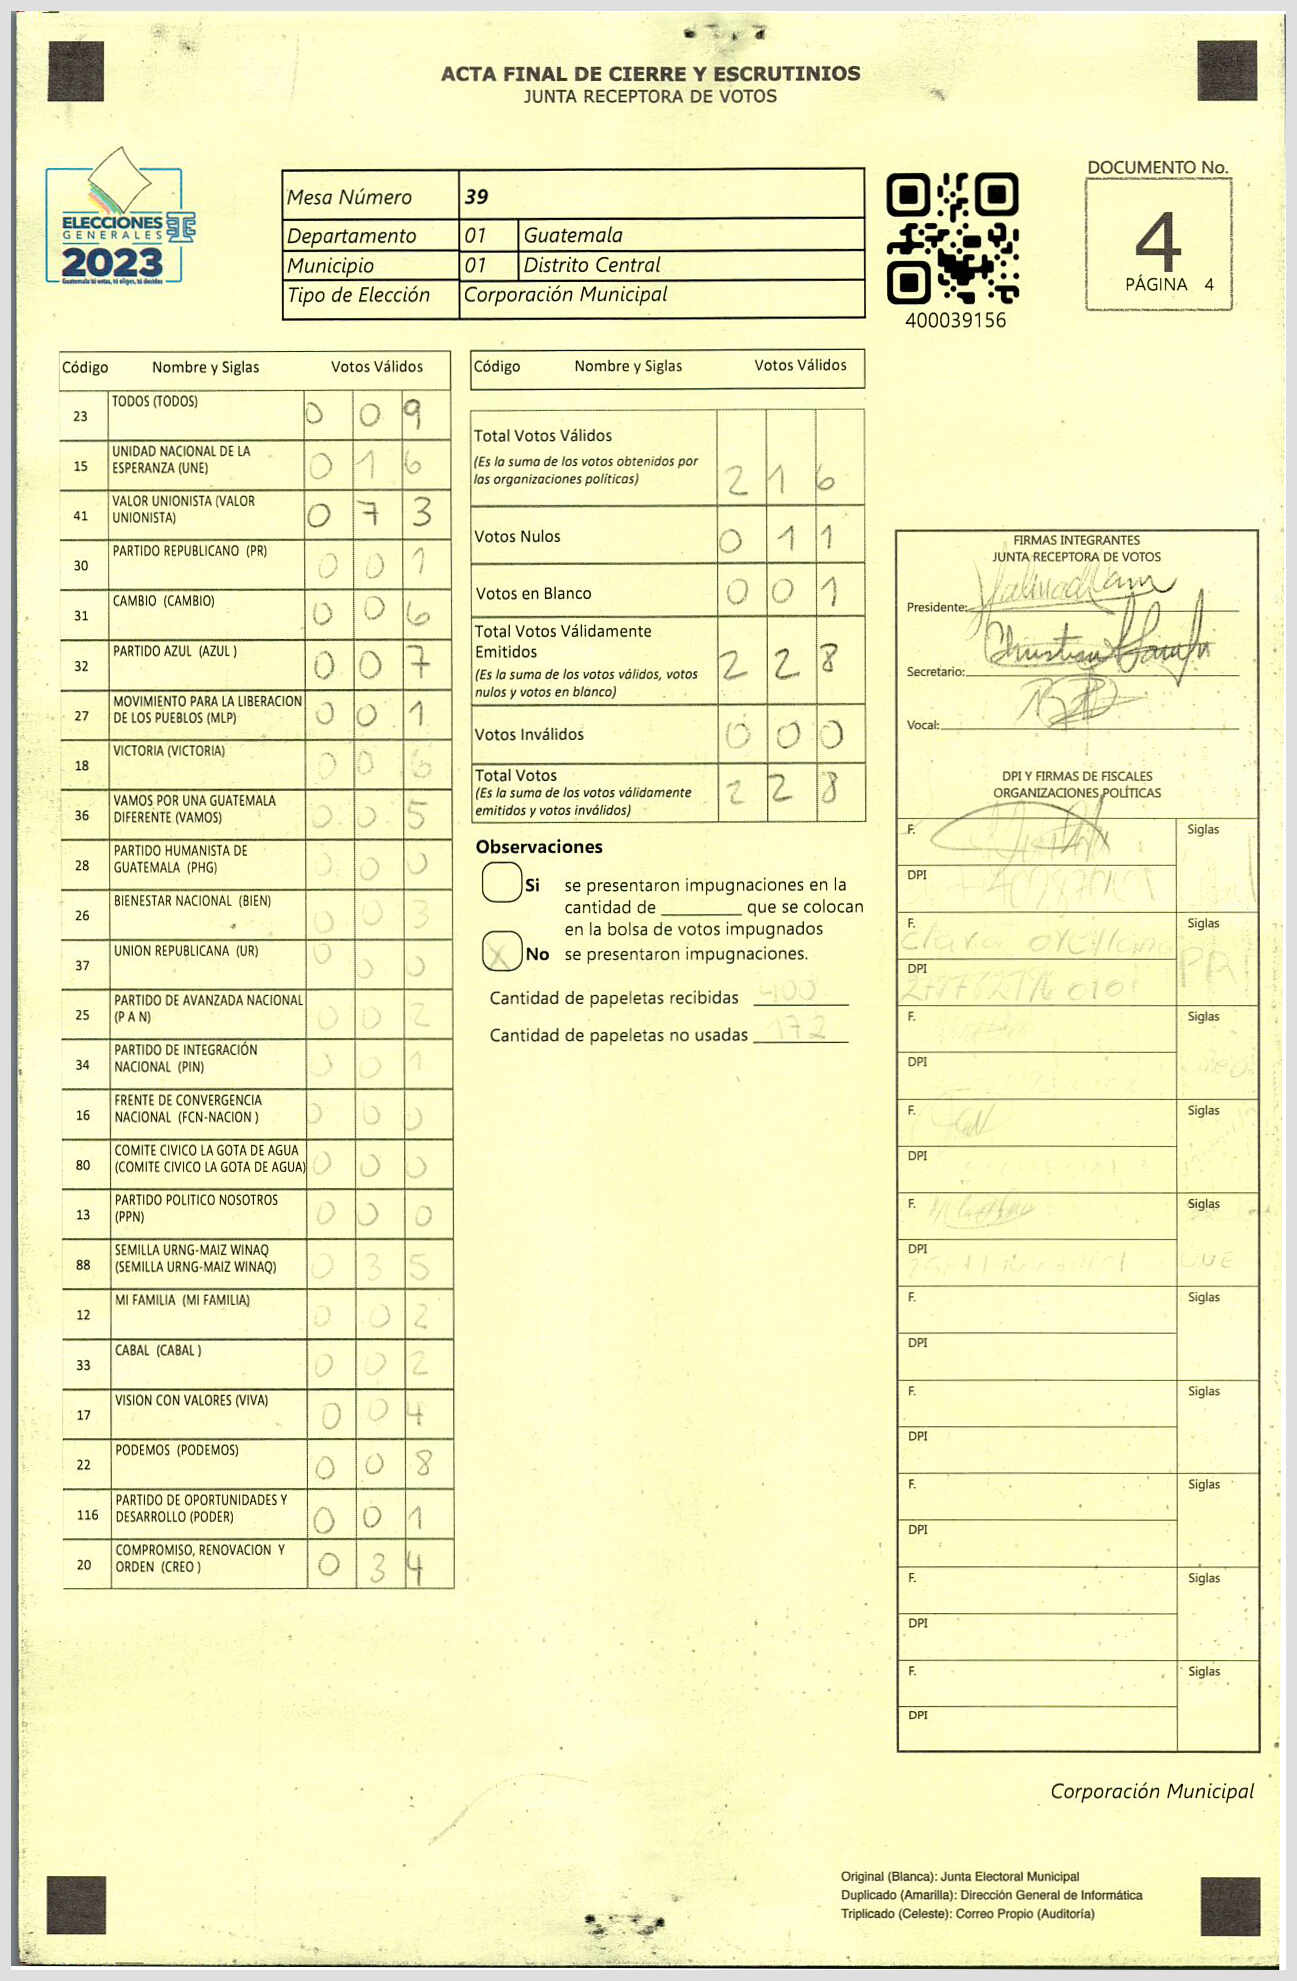 ACTA FINAL DE CIERRE Y ESCRUTINIOS
JUNTA RECEPTORA DE VOTOS
ELECCIONES
GENERALES
2023
Guatemala tú votas, tú eliges, tú decides
Mesa Número 39
Departamento 01 Guatemala
Municipio 01 Distrito Central
Tipo de Elección Corporación Municipal
400039156
DOCUMENTO No.
4
PÁGINA 4
Código Nombre y Siglas Votos Válidos
23 TODOS (TODOS) 0 0 9
15 UNIDAD NACIONAL DE LA ESPERANZA (UNE) 0 1 6
41 VALOR UNIONISTA (VALOR UNIONISTA) 0 7 3
30 PARTIDO REPUBLICANO (PR) 0 0 1
31 CAMBIO (CAMBIO) 0 0 6
32 PARTIDO AZUL (AZUL ) 0 0 7
27 MOVIMIENTO PARA LA LIBERACION DE LOS PUEBLOS (MLP) 0 0 1
18 VICTORIA (VICTORIA) 0 0 6
36 VAMOS POR UNA GUATEMALA DIFERENTE (VAMOS) 0 0 5
28 PARTIDO HUMANISTA DE GUATEMALA (PHG) 0 0 0
26 BIENESTAR NACIONAL (BIEN) 0 0 3
37 UNION REPUBLICANA (UR) 0 0 0
25 PARTIDO DE AVANZADA NACIONAL (P A N) 0 0 2
34 PARTIDO DE INTEGRACIÓN NACIONAL (PIN) 0 0 1
16 FRENTE DE CONVERGENCIA NACIONAL (FCN-NACION ) 0 0 0
80 COMITE CIVICO LA GOTA DE AGUA (COMITE CIVICO LA GOTA DE AGUA) 0 0 0
13 PARTIDO POLITICO NOSOTROS (PPN) 0 0 0
88 SEMILLA URNG-MAIZ WINAQ (SEMILLA URNG-MAIZ WINAQ) 0 3 5
12 MI FAMILIA (MI FAMILIA) 0 0 2
33 CABAL (CABAL ) 0 0 2
17 VISION CON VALORES (VIVA) 0 0 4
22 PODEMOS (PODEMOS) 0 0 8
116 PARTIDO DE OPORTUNIDADES Y DESARROLLO (PODER) 0 0 1
20 COMPROMISO, RENOVACION Y ORDEN (CREO ) 0 3 4
Código Nombre y Siglas Votos Válidos
Total Votos Válidos 2 1 6
(Es la suma de los votos obtenidos por
las organizaciones políticas)
Votos Nulos 0 1 1
Votos en Blanco 0 0 1
Total Votos Válidamente
Emitidos 2 2 8
(Es la suma de los votos válidos, votos
nulos y votos en blanco)
Votos Inválidos 0 0 0
Total Votos 2 2 8
(Es la suma de los votos válidamente
emitidos y votos inválidos)
Observaciones
Si se presentaron impugnaciones en la
cantidad de ________ que se colocan
en la bolsa de votos impugnados
X No se presentaron impugnaciones.
Cantidad de papeletas recibidas 400
Cantidad de papeletas no usadas 172
FIRMAS INTEGRANTES
JUNTA RECEPTORA DE VOTOS
Presidente:
Secretario:
Vocal:
DPI Y FIRMAS DE FISCALES
ORGANIZACIONES POLÍTICAS
F. Siglas
DPI
F. Clara Orellana Siglas
DPI
F. Siglas
DPI
F. Siglas
DPI
F. Siglas
DPI UNE
F. Siglas
DPI
F. Siglas
DPI
F. Siglas
DPI
F. Siglas
DPI
F. Siglas
DPI
Corporación Municipal
Original (Blanca): Junta Electoral Municipal
Duplicado (Amarilla): Dirección General de Informática
Triplicado (Celeste): Correo Propio (Auditoría)